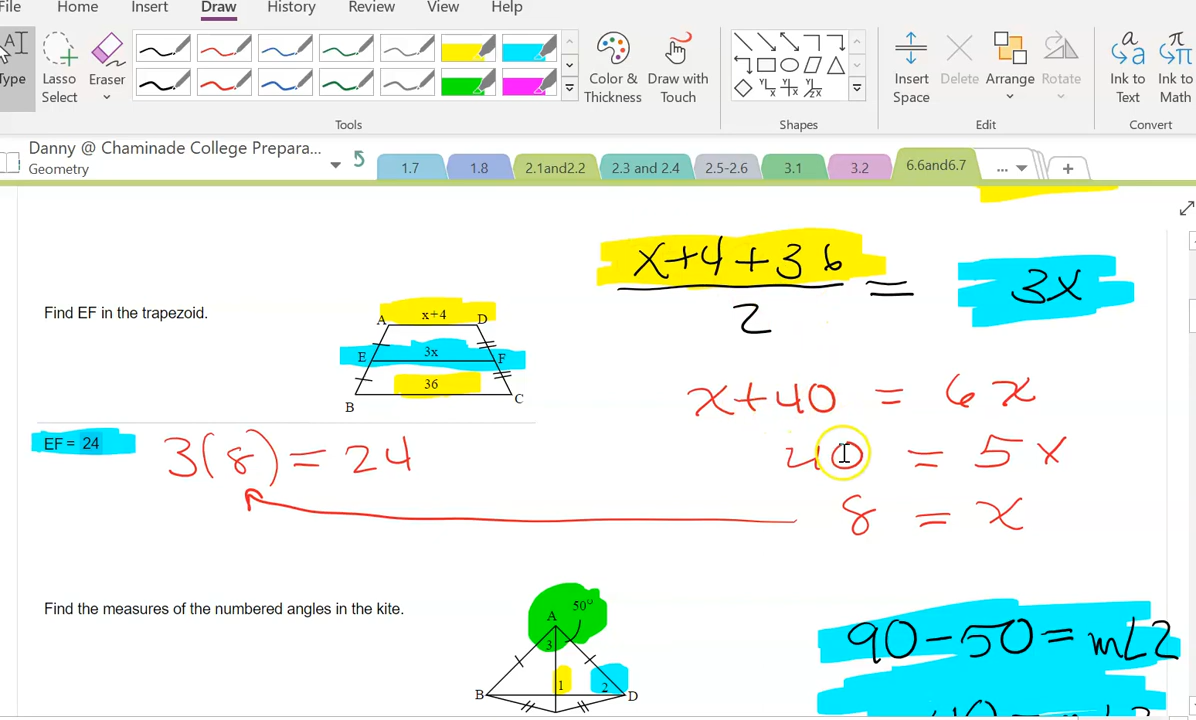 File Home Insert Draw History Review View Help
Type
Lasso Select
Eraser
Color & Thickness
Draw with Touch
Insert Space
Delete
Arrange
Rotate
Ink to Text
Ink to Math
Tools
Shapes
Edit
Convert
Danny @ Chaminade College Prepara...
Geometry
1.7
1.8
2.1and2.2
2.3 and 2.4
2.5-2.6
3.1
3.2
6.6and6.7
...
x+4+36
2
= 3x
Find EF in the trapezoid.
A x+4 D
E 3x F
36
B C
x+40 = 6x
EF = 24
3(8) = 24
40 = 5x
8 = x
Find the measures of the numbered angles in the kite.
A 50°
3
B 1 2 D
90-50 = m∠2